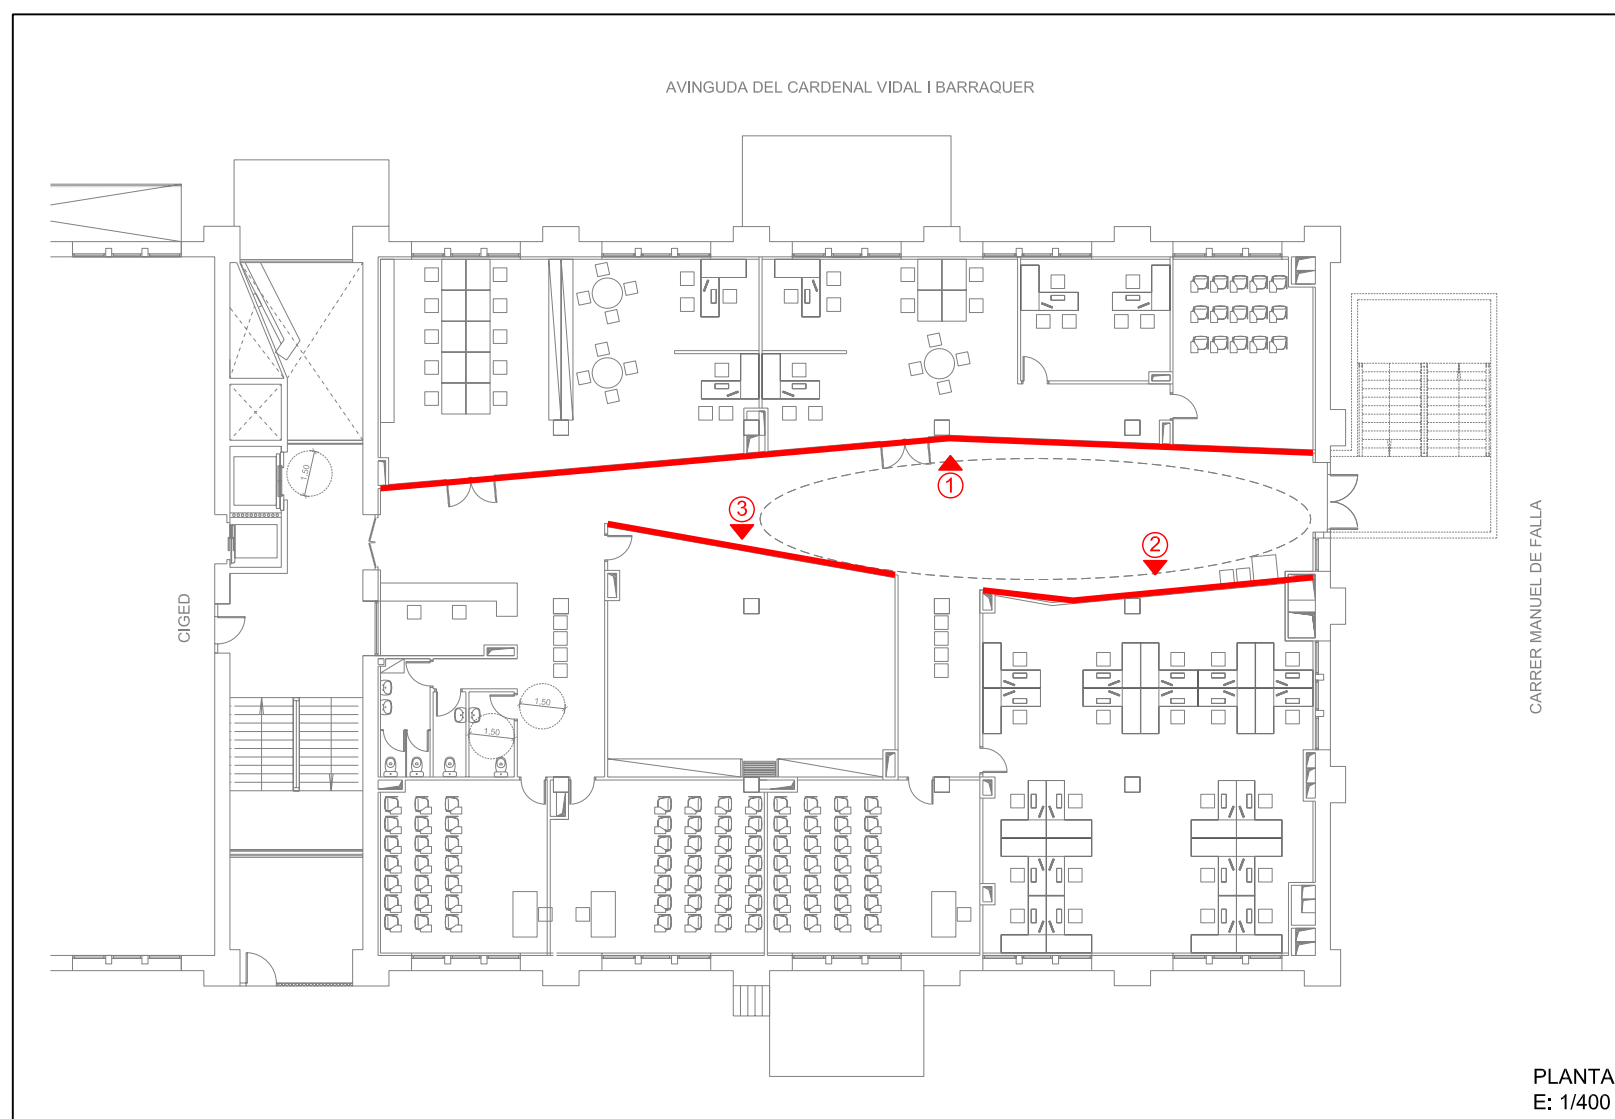 AVINGUDA DEL CARDENAL VIDAL I BARRAQUER
1,50
1
3
2
CIGED
CARRER MANUEL DE FALLA
1,50
1,50
PLANTA
E: 1/400